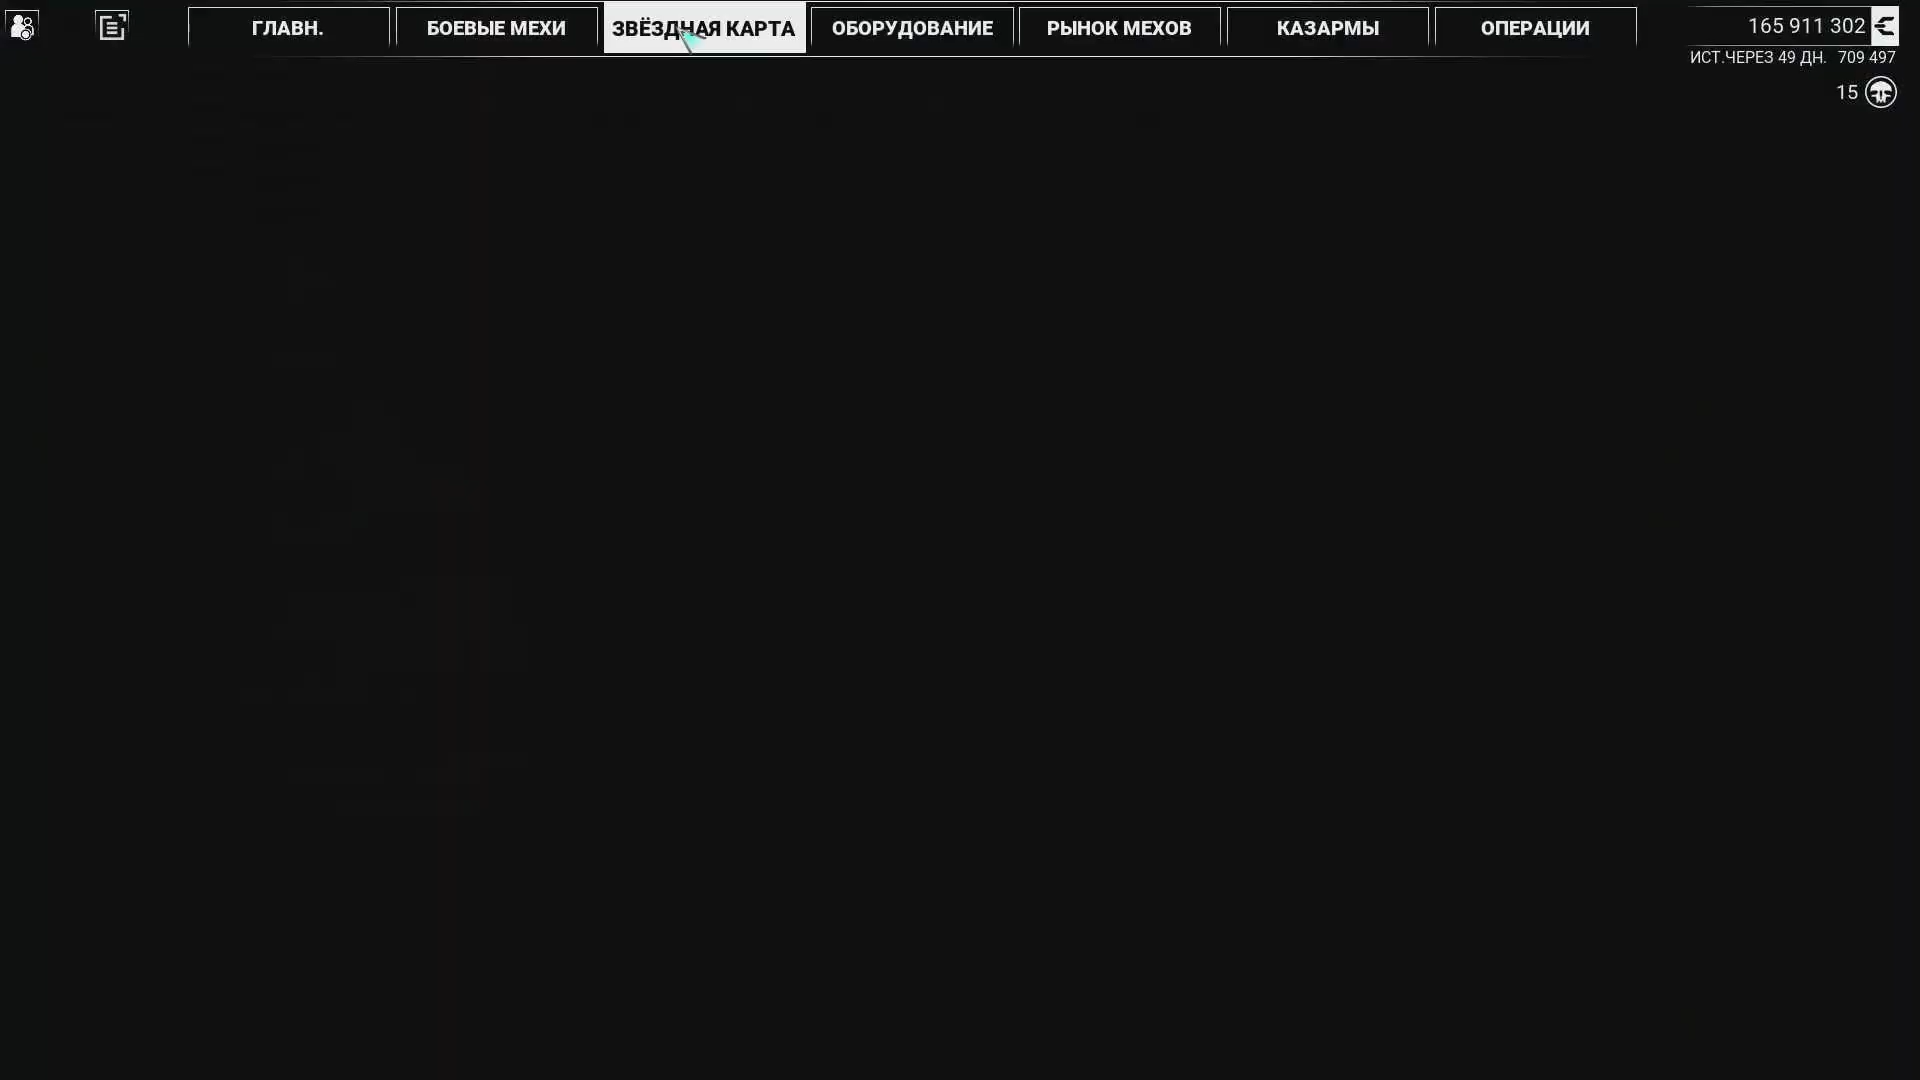 ГЛАВН.
БОЕВЫЕ МЕХИ
ЗВЁЗДНАЯ КАРТА
ОБОРУДОВАНИЕ
РЫНОК МЕХОВ
КАЗАРМЫ
ОПЕРАЦИИ
165 911 302
ИСТ.ЧЕРЕЗ 49 ДН. 709 497
15